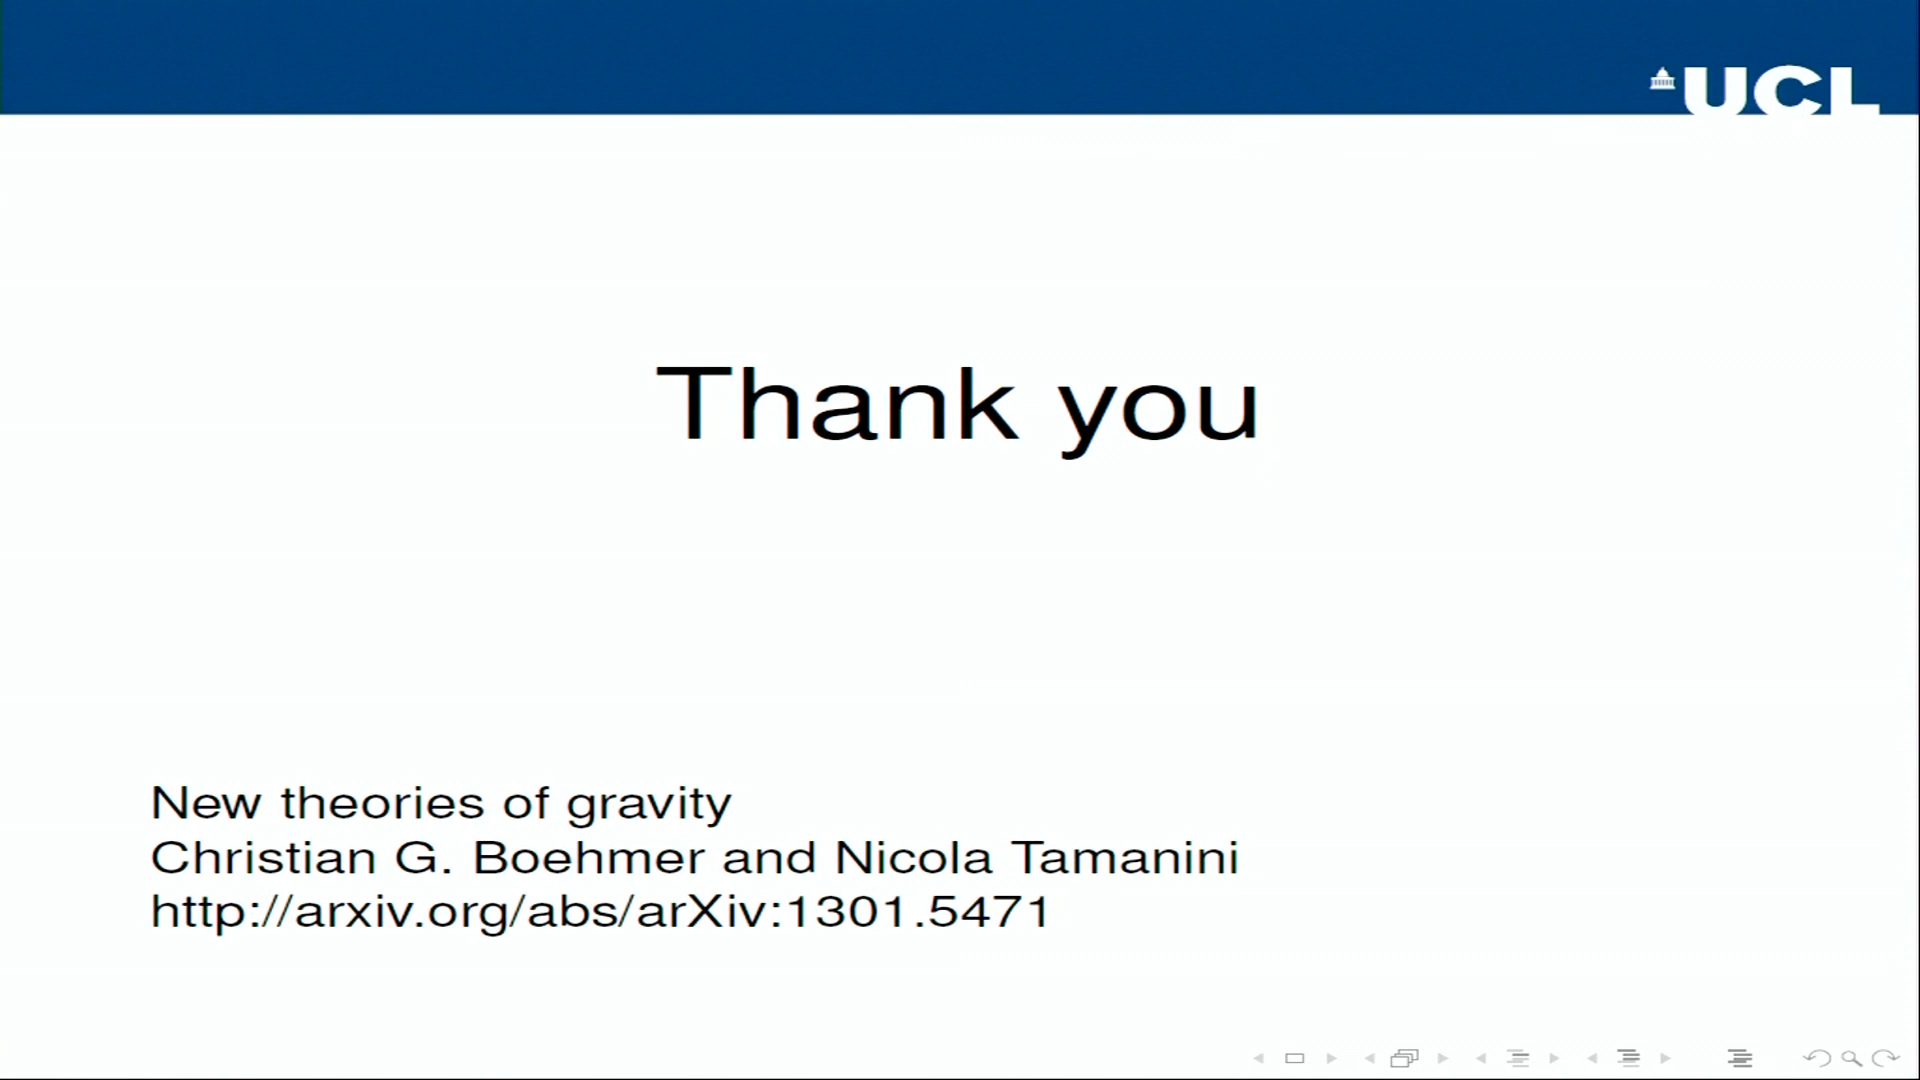 UCL
Thank you
New theories of gravity
Christian G. Boehmer and Nicola Tamanini
http://arxiv.org/abs/arXiv:1301.5471